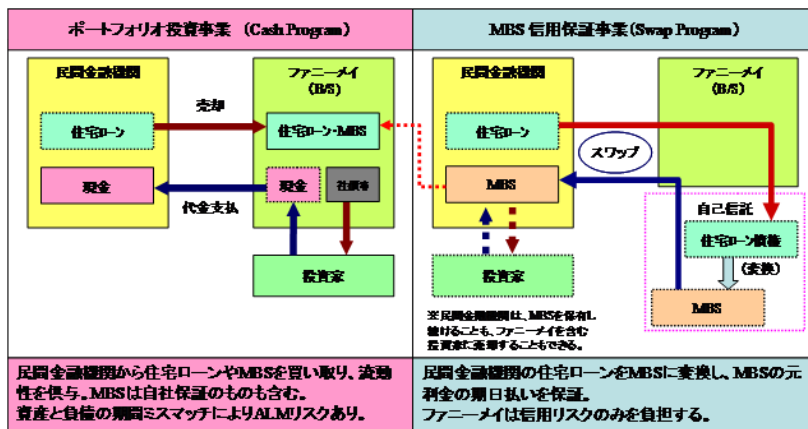 ポートフォリオ投資事業 (Cash Program)
MBS 信用保証事業(Swap Program)
民間金融機関
ファニーメイ
(B/S)
売却
住宅ローン
住宅ローン・MBS
現金
現金
社債等
代金支払
投資家
民間金融機関
ファニーメイ
(B/S)
住宅ローン
スワップ
MBS
自己信託
住宅ローン債権
(変換)
MBS
投資家
※民間金融機関は、MBSを保有し
続けることも、ファニーメイを含む
投資家に売却することもできる。
民間金融機関から住宅ローンやMBSを買い取り、流動
性を供与。MBSは自社保証のものも含む。
資産と負債の期間ミスマッチによりALMリスクあり。
民間金融機関の住宅ローンをMBSに変換し、MBSの元
利金の期日払いを保証。
ファニーメイは信用リスクのみを負担する。